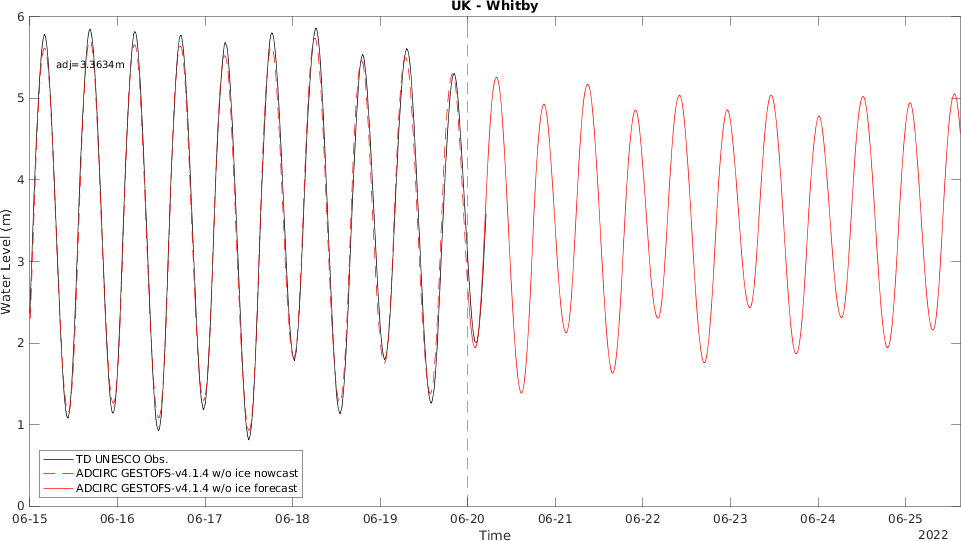 UK - Whitby
6
5
4
3
2
1
0
Water Level (m)
adj=3.3634m
TD UNESCO Obs.
ADCIRC GESTOFS-v4.1.4 w/o ice nowcast
ADCIRC GESTOFS-v4.1.4 w/o ice forecast
06-15 06-16 06-17 06-18 06-19 06-20 06-21 06-22 06-23 06-24 06-25
Time
2022